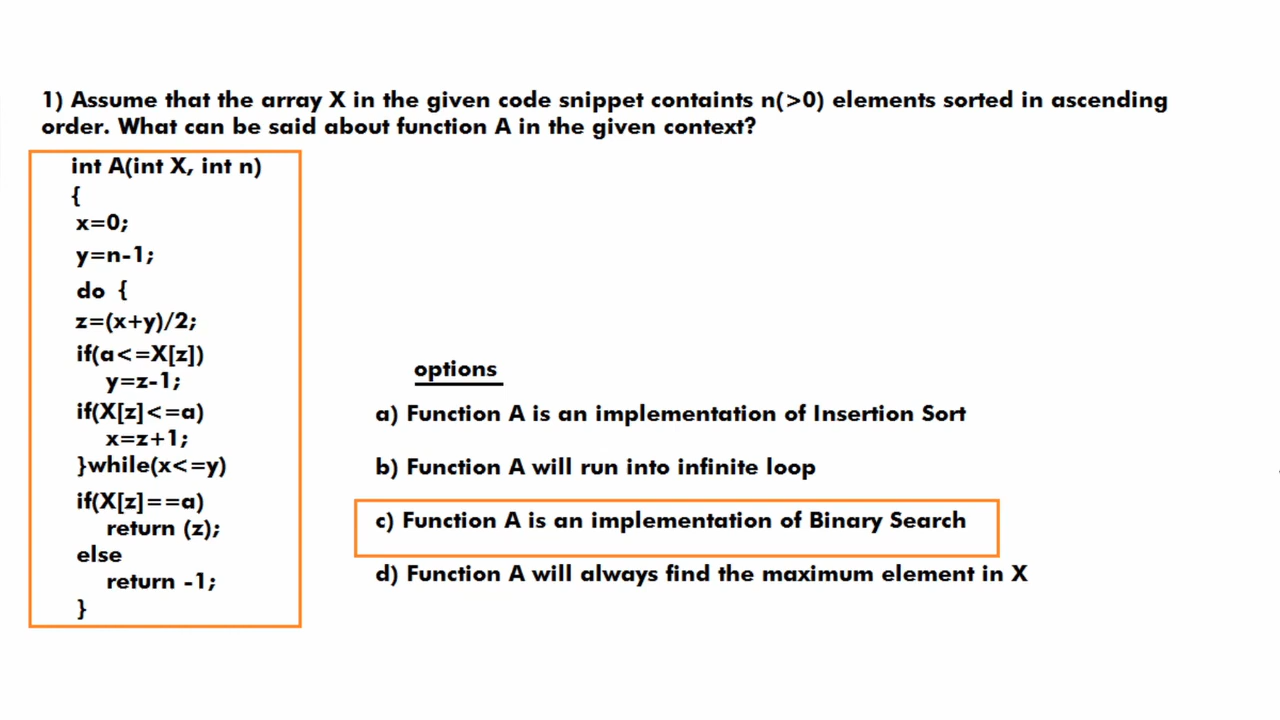 1) Assume that the array X in the given code snippet containts n(>0) elements sorted in ascending
order. What can be said about function A in the given context?
int A(int X, int n)
{
x=0;
y=n-1;
do {
z=(x+y)/2;
if(a<=X[z])
y=z-1;
if(X[z]<=a)
x=z+1;
}while(x<=y)
if(X[z]==a)
return (z);
else
return -1;
}
options
a) Function A is an implementation of Insertion Sort
b) Function A will run into infinite loop
c) Function A is an implementation of Binary Search
d) Function A will always find the maximum element in X